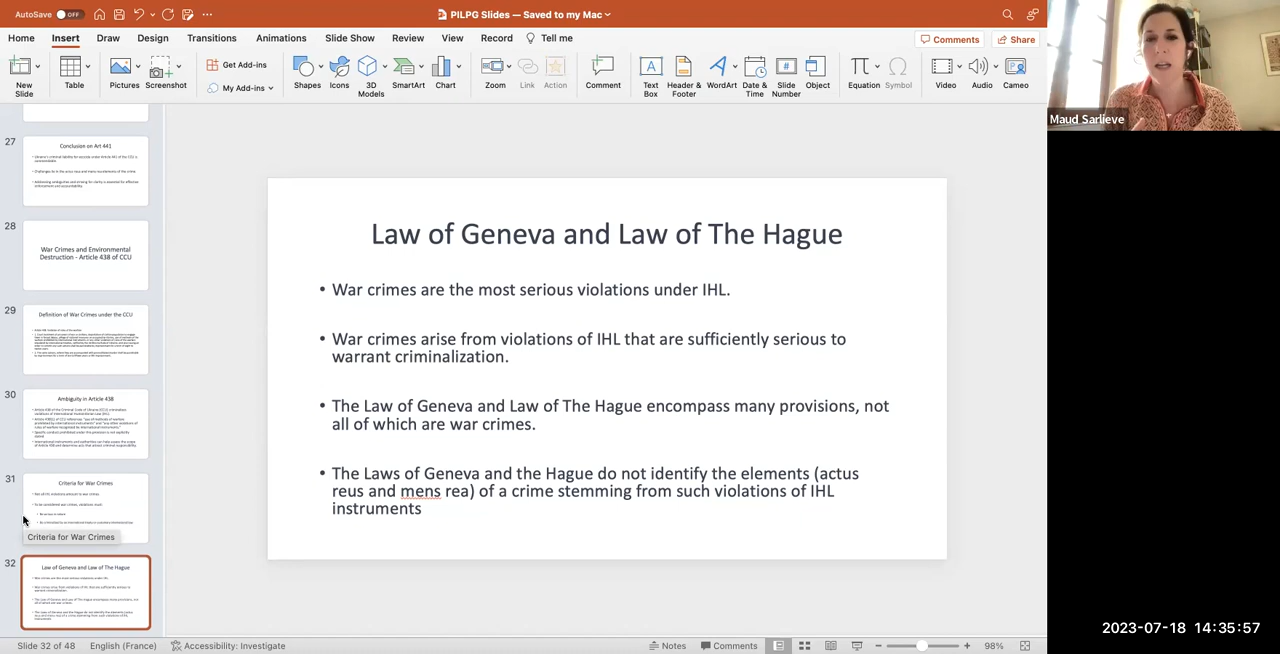 AutoSave OFF
PILPG Slides — Saved to my Mac
Home Insert Draw Design Transitions Animations Slide Show Review View Record Tell me
Comments Share
New Slide
Table
Pictures
Screenshot
Get Add-ins
My Add-ins
Shapes
Icons
3D Models
SmartArt
Chart
Zoom
Link
Action
Comment
Text Box
Header & Footer
WordArt
Date & Time
Slide Number
Object
Equation
Symbol
Video
Audio
Cameo
Maud Sarlieve
27
Conclusion on Art 441
28
War Crimes and Environmental
Destruction - Article 438 of CCU
29
Definition of War Crimes under the CCU
30
Ambiguity in Article 438
31
Criteria for War Crimes
Criteria for War Crimes
32
Law of Geneva and Law of The Hague
Law of Geneva and Law of The Hague
• War crimes are the most serious violations under IHL.
• War crimes arise from violations of IHL that are sufficiently serious to
warrant criminalization.
• The Law of Geneva and Law of The Hague encompass many provisions, not
all of which are war crimes.
• The Laws of Geneva and the Hague do not identify the elements (actus
reus and mens rea) of a crime stemming from such violations of IHL
instruments
2023-07-18 14:35:57
Slide 32 of 48 English (France) Accessibility: Investigate Notes Comments 98%